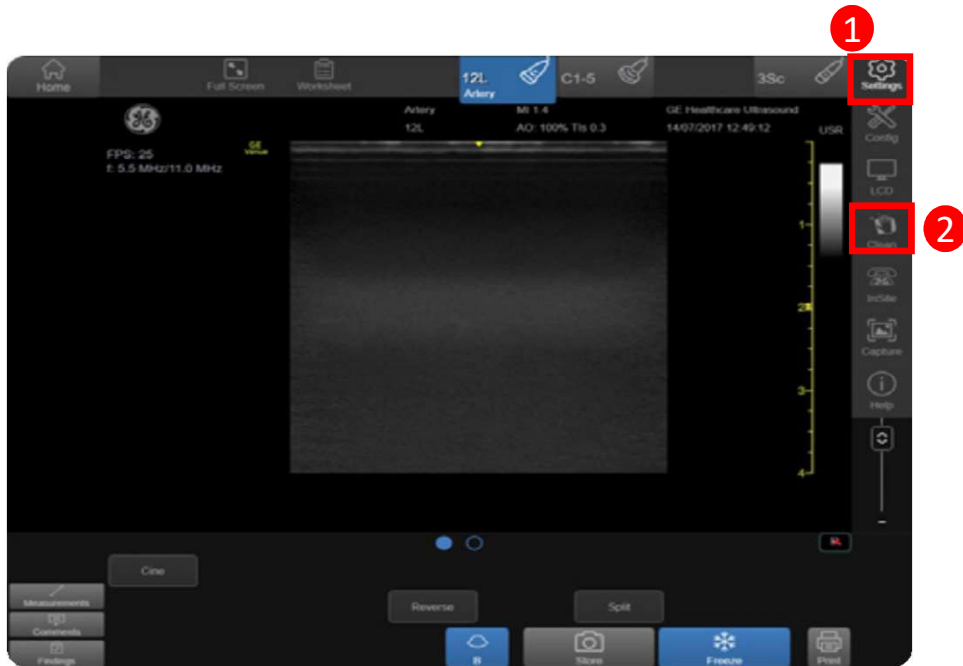 1
Home
Full Screen
Worksheet
12L
Artery
C1-5
3Sc
Settings
Artery
12L
MI 1.4
AO: 100% TIs 0.3
GE Healthcare Ultrasound
14/07/2017 12:49:12
USR
Config
FPS: 25
f: 5.5 MHz/11.0 MHz
GE
Venue
LCD
1
Clean
2
InSite
2
Capture
3
Help
4
Cine
Measurements
Comments
Findings
Reverse
Split
B
Store
Freeze
Print